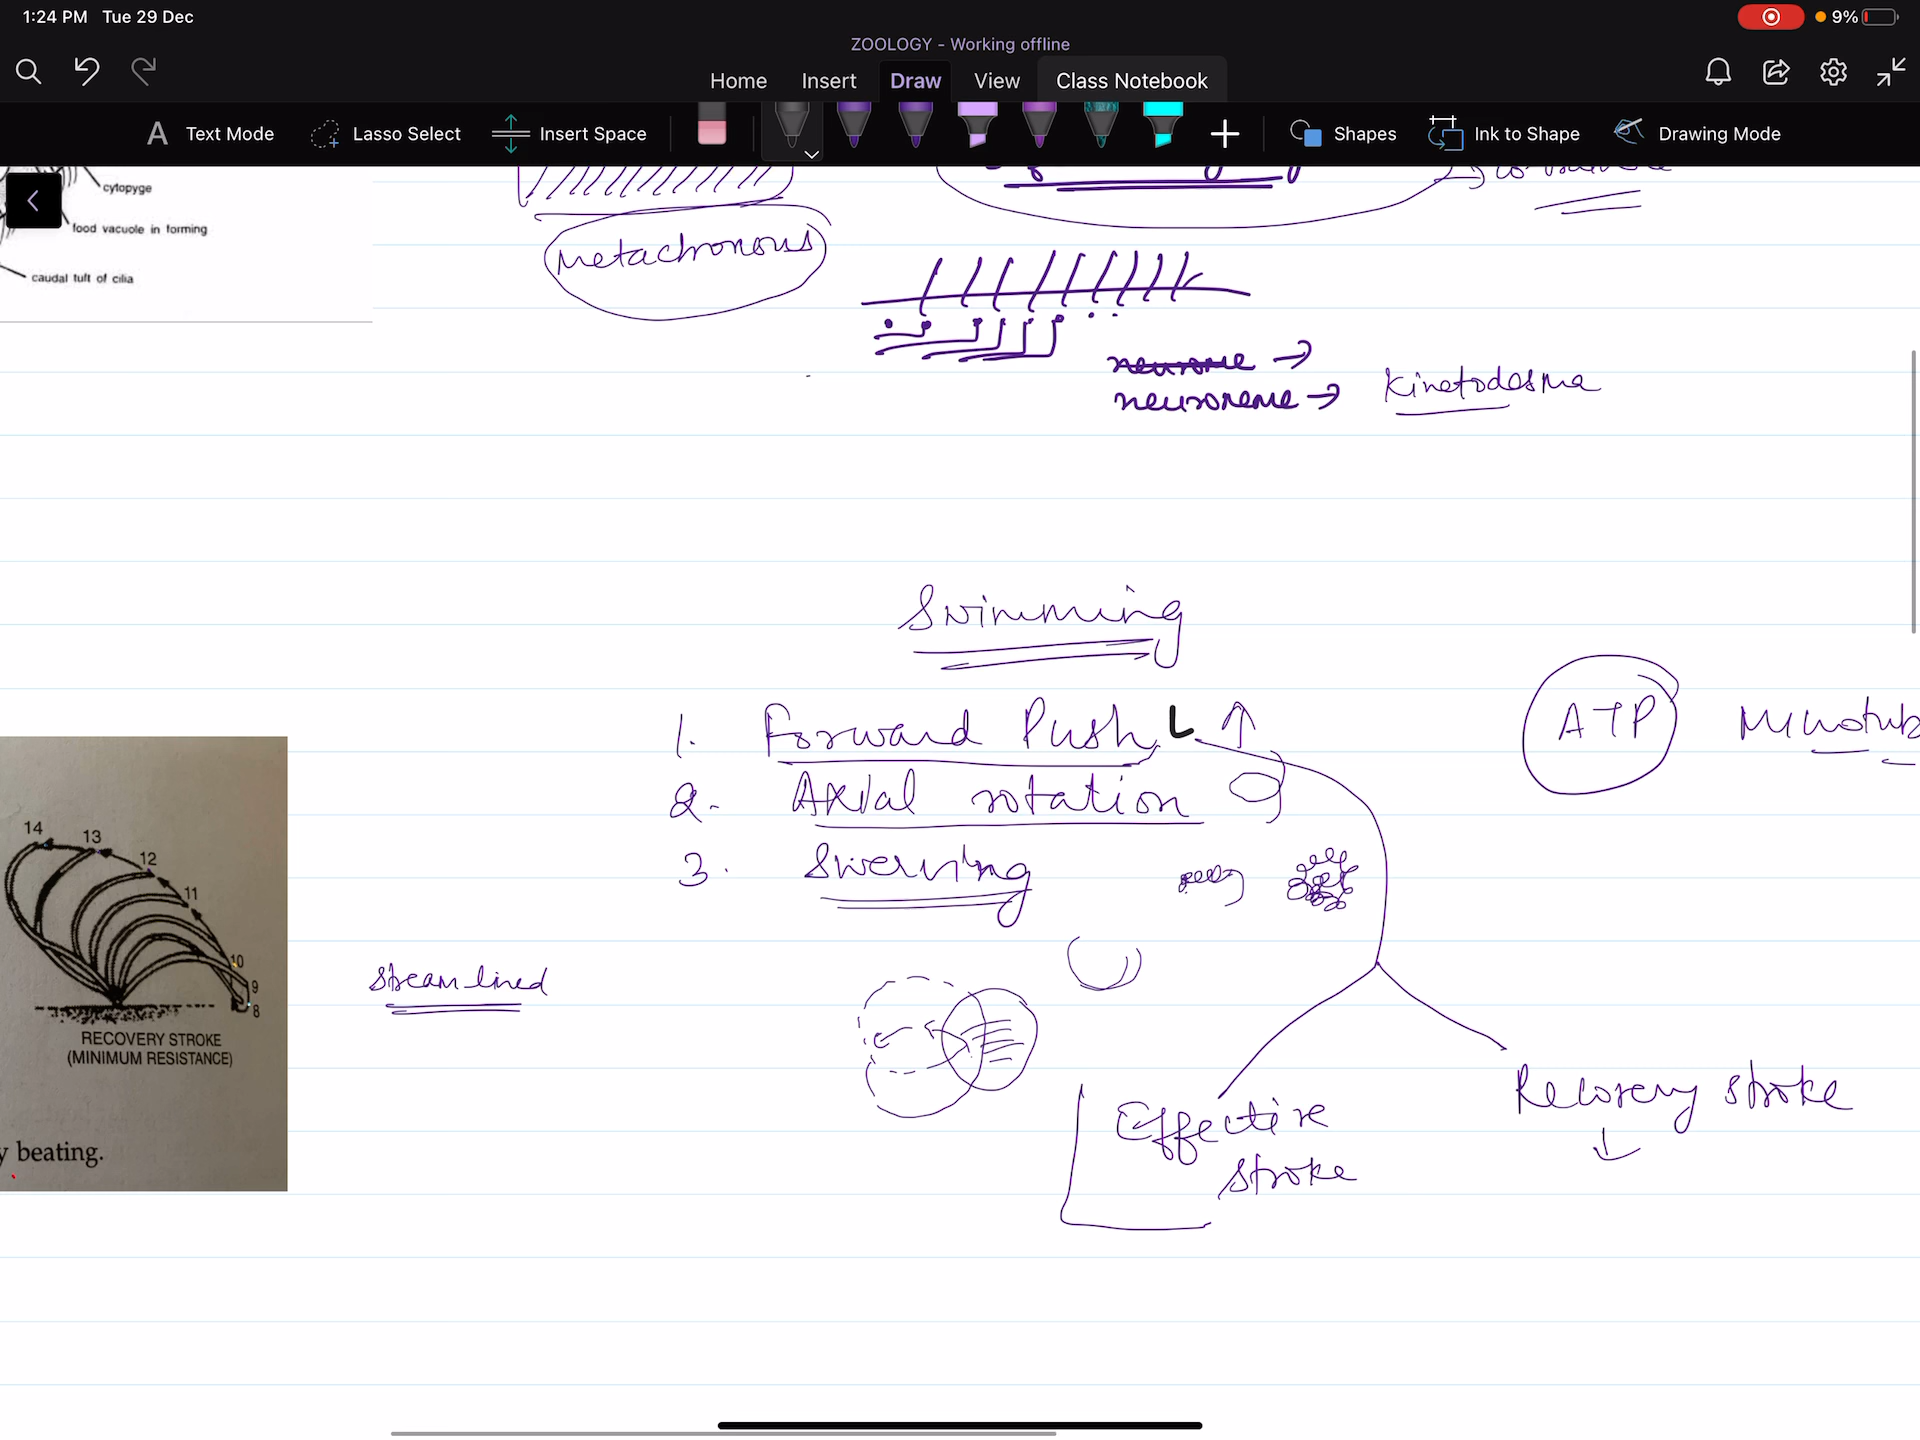 1:24 PM Tue 29 Dec
9%
ZOOLOGY - Working offline
Home Insert Draw View Class Notebook
Text Mode Lasso Select Insert Space Shapes Ink to Shape Drawing Mode
cytopyge
food vacuole in forming
caudal tuft of cilia
Metachronous
neuroneme → Kinetodesma
Swimming
1. Forward Push
2. Axial rotation
3. Swerving
ATP
14
13
12
11
10
9
8
RECOVERY STROKE
(MINIMUM RESISTANCE)
y beating.
Stream lined
Effective
stroke
Recovery stroke